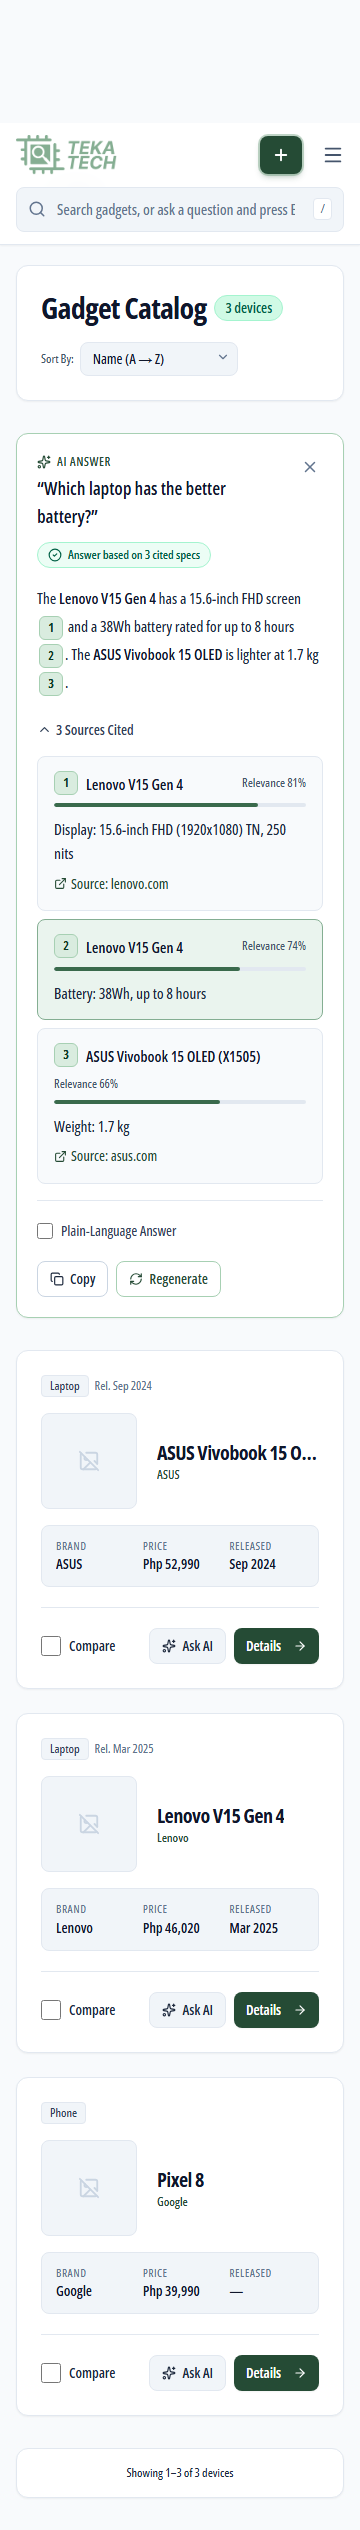 TEKA
TECH
+
Search gadgets, or ask a question and press E
/
Gadget Catalog
3 devices
Sort By:
Name (A → Z)
AI ANSWER
“Which laptop has the better
battery?”
Answer based on 3 cited specs
The Lenovo V15 Gen 4 has a 15.6-inch FHD screen
1 and a 38Wh battery rated for up to 8 hours
2 . The ASUS Vivobook 15 OLED is lighter at 1.7 kg
3 .
3 Sources Cited
1 Lenovo V15 Gen 4 Relevance 81%
Display: 15.6-inch FHD (1920x1080) TN, 250
nits
Source: lenovo.com
2 Lenovo V15 Gen 4 Relevance 74%
Battery: 38Wh, up to 8 hours
3 ASUS Vivobook 15 OLED (X1505)
Relevance 66%
Weight: 1.7 kg
Source: asus.com
Plain-Language Answer
Copy Regenerate
Laptop Rel. Sep 2024
ASUS Vivobook 15 O...
ASUS
BRAND PRICE RELEASED
ASUS Php 52,990 Sep 2024
Compare Ask AI Details →
Laptop Rel. Mar 2025
Lenovo V15 Gen 4
Lenovo
BRAND PRICE RELEASED
Lenovo Php 46,020 Mar 2025
Compare Ask AI Details →
Phone
Pixel 8
Google
BRAND PRICE RELEASED
Google Php 39,990 —
Compare Ask AI Details →
Showing 1–3 of 3 devices